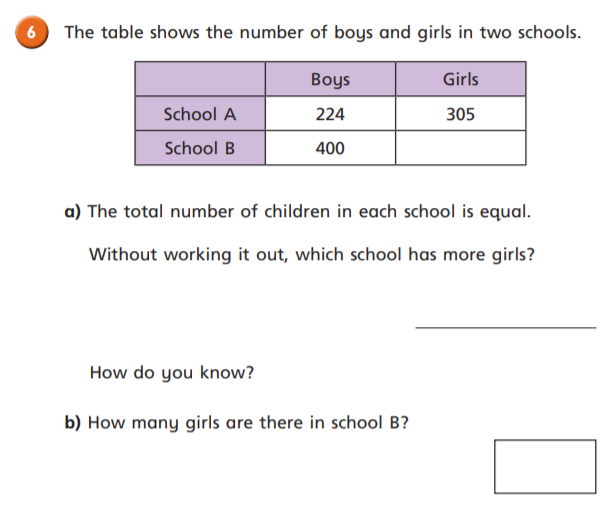 6 The table shows the number of boys and girls in two schools.
Boys Girls
School A 224 305
School B 400
a) The total number of children in each school is equal.
Without working it out, which school has more girls?
How do you know?
b) How many girls are there in school B?